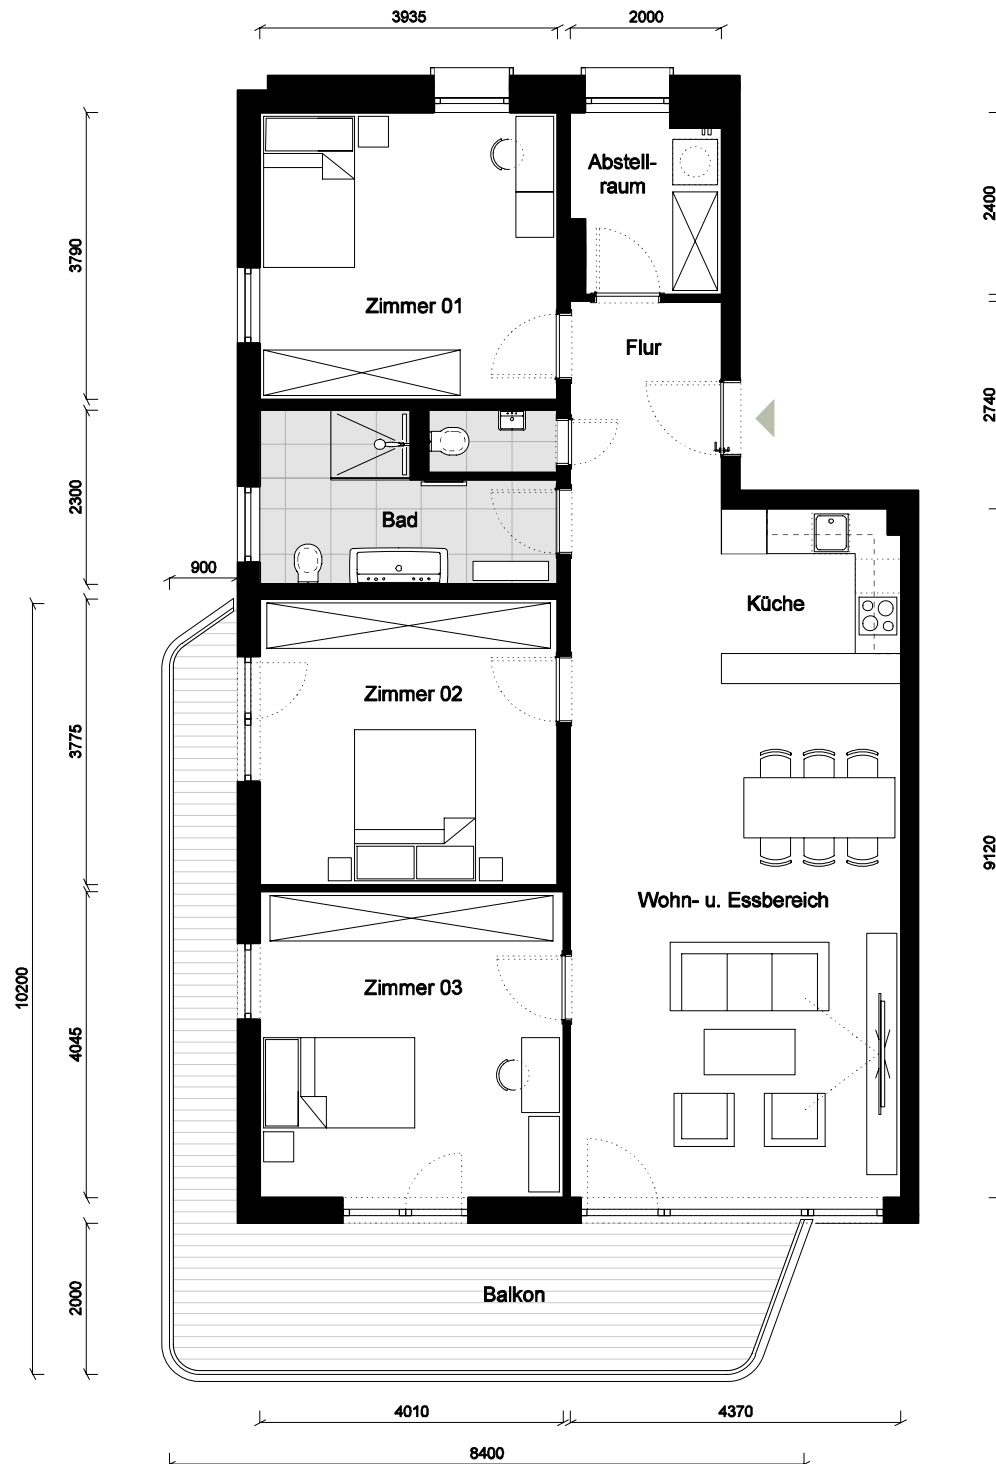 3935
2000
Abstell-
raum
2400
3790
Zimmer 01
Flur
2740
2300
Bad
900
Küche
3775
Zimmer 02
9120
Wohn- u. Essbereich
10200
Zimmer 03
4045
2000
Balkon
4010
4370
8400